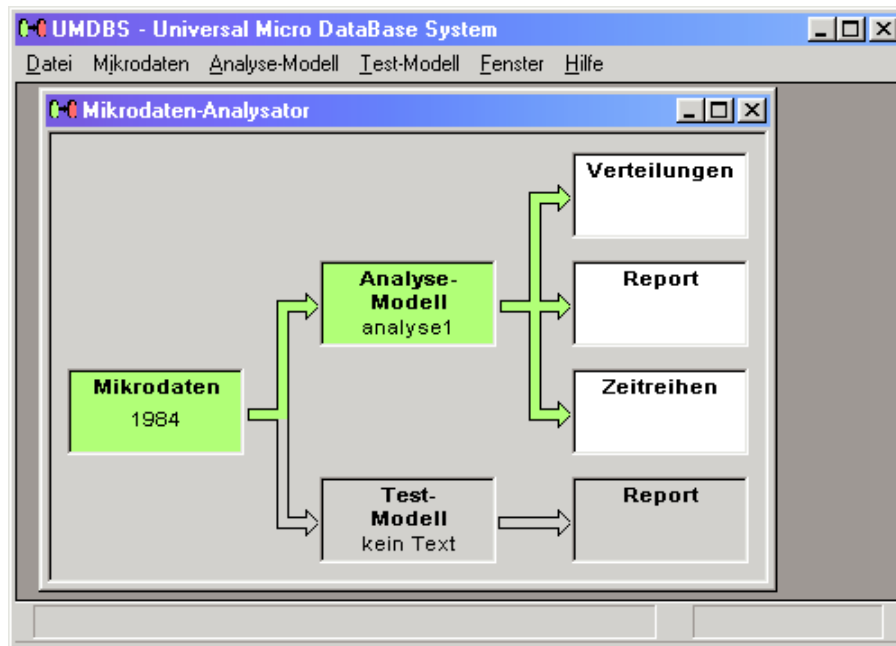 UMDBS - Universal Micro DataBase System
Datei Mikrodaten Analyse-Modell Test-Modell Fenster Hilfe
Mikrodaten-Analysator
Verteilungen
Analyse-
Modell
analyse1
Report
Mikrodaten
1984
Zeitreihen
Test-
Modell
kein Text
Report